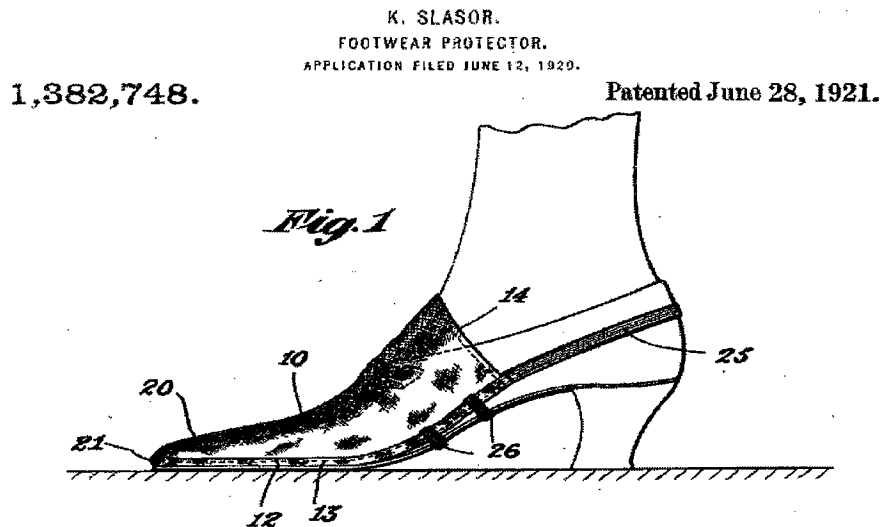 K. SLASOR.
FOOTWEAR PROTECTOR.
APPLICATION FILED JUNE 12, 1920.
1,382,748.
Patented June 28, 1921.
Fig. 1
14
10
25
20
21
26
12
13